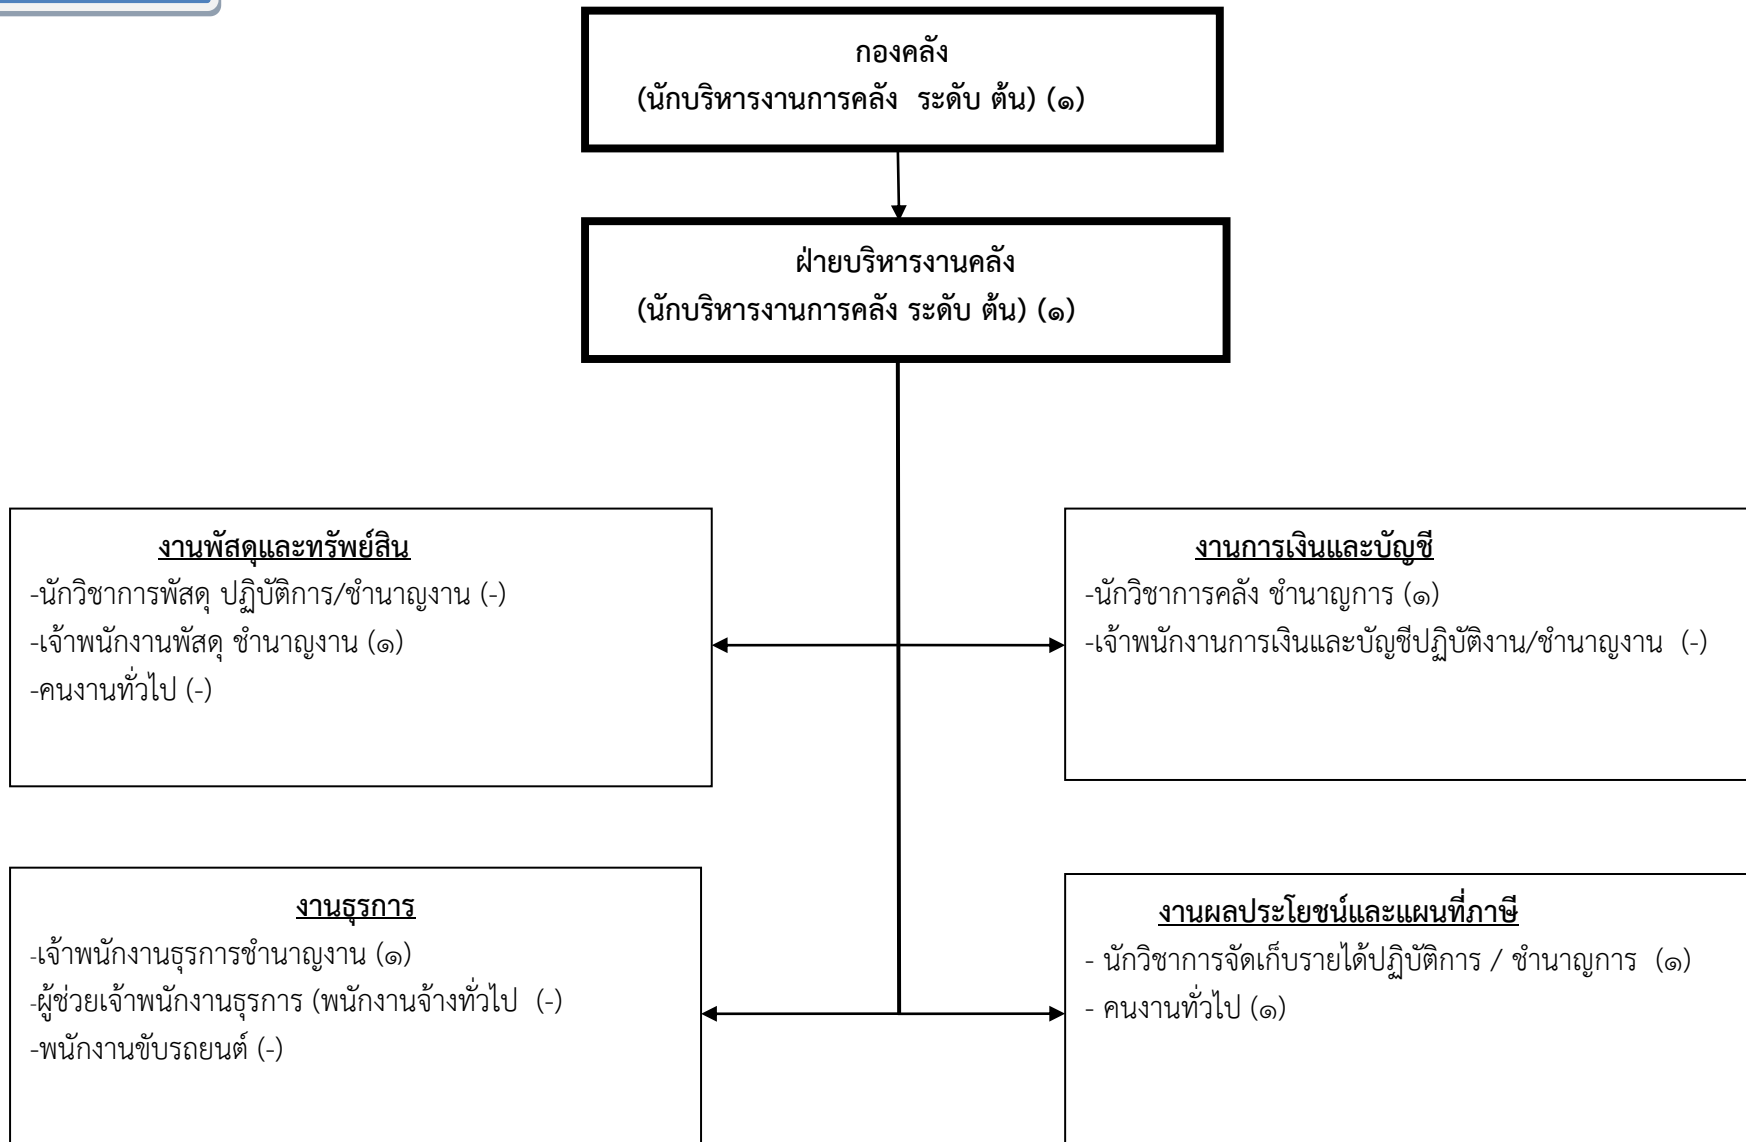 กองคลัง
(นักบริหารงานการคลัง  ระดับ ต้น) (๑)
ฝ่ายบริหารงานคลัง
(นักบริหารงานการคลัง ระดับ ต้น) (๑)
งานพัสดุและทรัพย์สิน
-นักวิชาการพัสดุ ปฏิบัติการ/ชำนาญงาน (-)
-เจ้าพนักงานพัสดุ ชำนาญงาน (๑)
-คนงานทั่วไป (-)
งานการเงินและบัญชี
-นักวิชาการคลัง ชำนาญการ (๑)
-เจ้าพนักงานการเงินและบัญชีปฏิบัติงาน/ชำนาญงาน  (-)
งานธุรการ
-เจ้าพนักงานธุรการชำนาญงาน (๑)
-ผู้ช่วยเจ้าพนักงานธุรการ (พนักงานจ้างทั่วไป  (-)
-พนักงานขับรถยนต์ (-)
งานผลประโยชน์และแผนที่ภาษี
- นักวิชาการจัดเก็บรายได้ปฏิบัติการ / ชำนาญการ  (๑)
- คนงานทั่วไป (๑)